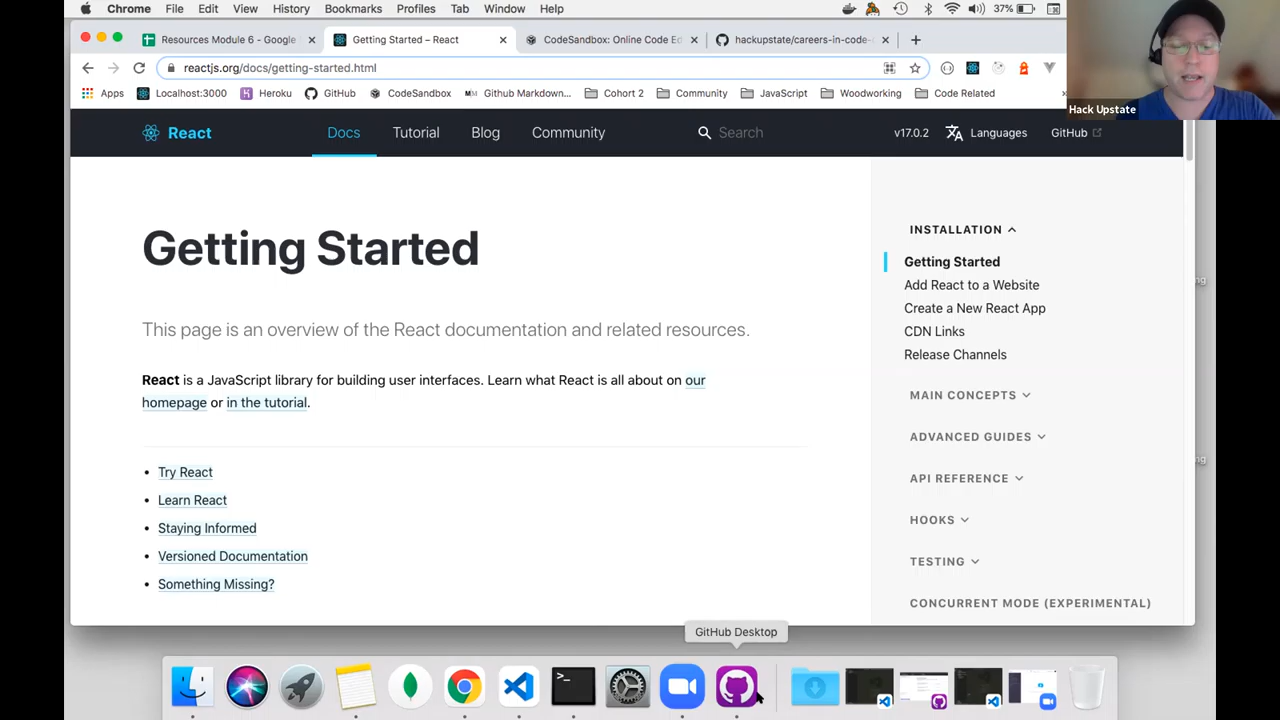 Chrome File Edit View History Bookmarks Profiles Tab Window Help 37%
Resources Module 6 - Google
Getting Started – React
CodeSandbox: Online Code Ed
hackupstate/careers-in-code-
reactjs.org/docs/getting-started.html
Apps Localhost:3000 Heroku GitHub CodeSandbox Github Markdown... Cohort 2 Community JavaScript Woodworking Code Related »
Hack Upstate
React Docs Tutorial Blog Community Search v17.0.2 Languages GitHub
Getting Started
This page is an overview of the React documentation and related resources.
React is a JavaScript library for building user interfaces. Learn what React is all about on our
homepage or in the tutorial.
• Try React
• Learn React
• Staying Informed
• Versioned Documentation
• Something Missing?
INSTALLATION
Getting Started
Add React to a Website
Create a New React App
CDN Links
Release Channels
MAIN CONCEPTS
ADVANCED GUIDES
API REFERENCE
HOOKS
TESTING
CONCURRENT MODE (EXPERIMENTAL)
ng
ng
GitHub Desktop